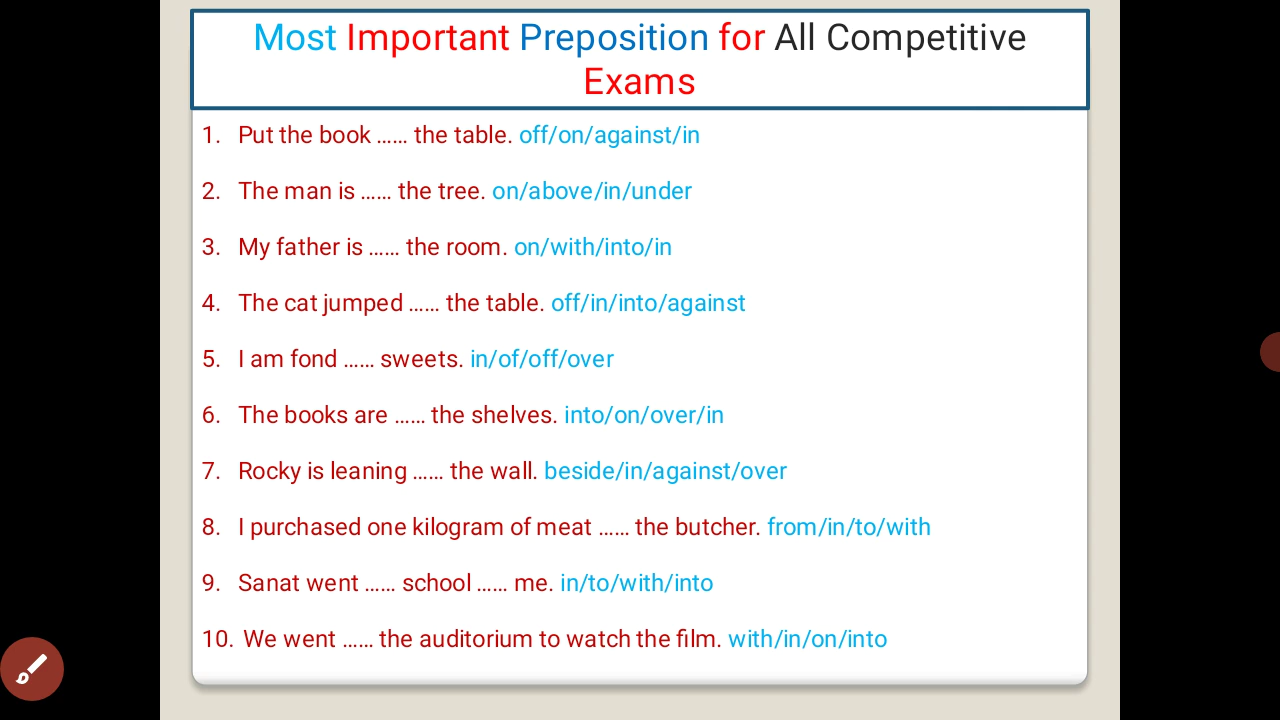 Most Important Preposition for All Competitive
Exams
1. Put the book ...... the table. off/on/against/in
2. The man is ...... the tree. on/above/in/under
3. My father is ...... the room. on/with/into/in
4. The cat jumped ...... the table. off/in/into/against
5. I am fond ...... sweets. in/of/off/over
6. The books are ...... the shelves. into/on/over/in
7. Rocky is leaning ...... the wall. beside/in/against/over
8. I purchased one kilogram of meat ...... the butcher. from/in/to/with
9. Sanat went ...... school ...... me. in/to/with/into
10. We went ...... the auditorium to watch the film. with/in/on/into